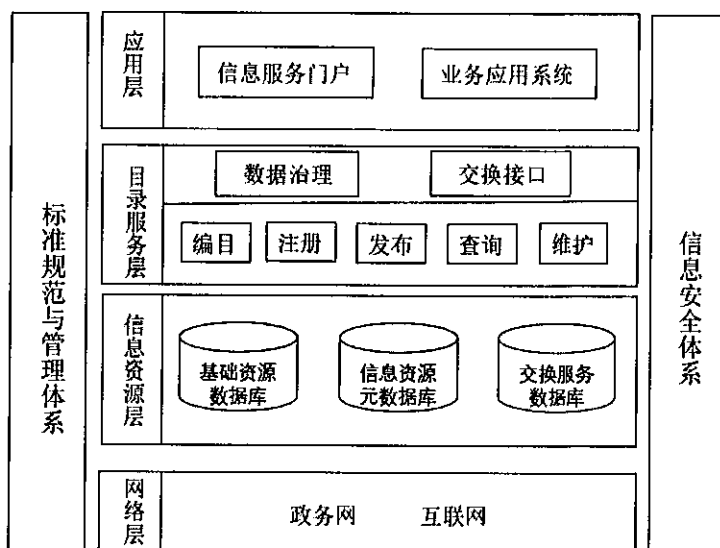 标准规范与管理体系
应用层
信息服务门户
业务应用系统
目录服务层
数据治理
交换接口
编目
注册
发布
查询
维护
信息资源层
基础资源
数据库
信息资源
元数据库
交换服务
数据库
网络层
政务网
互联网
信息安全体系